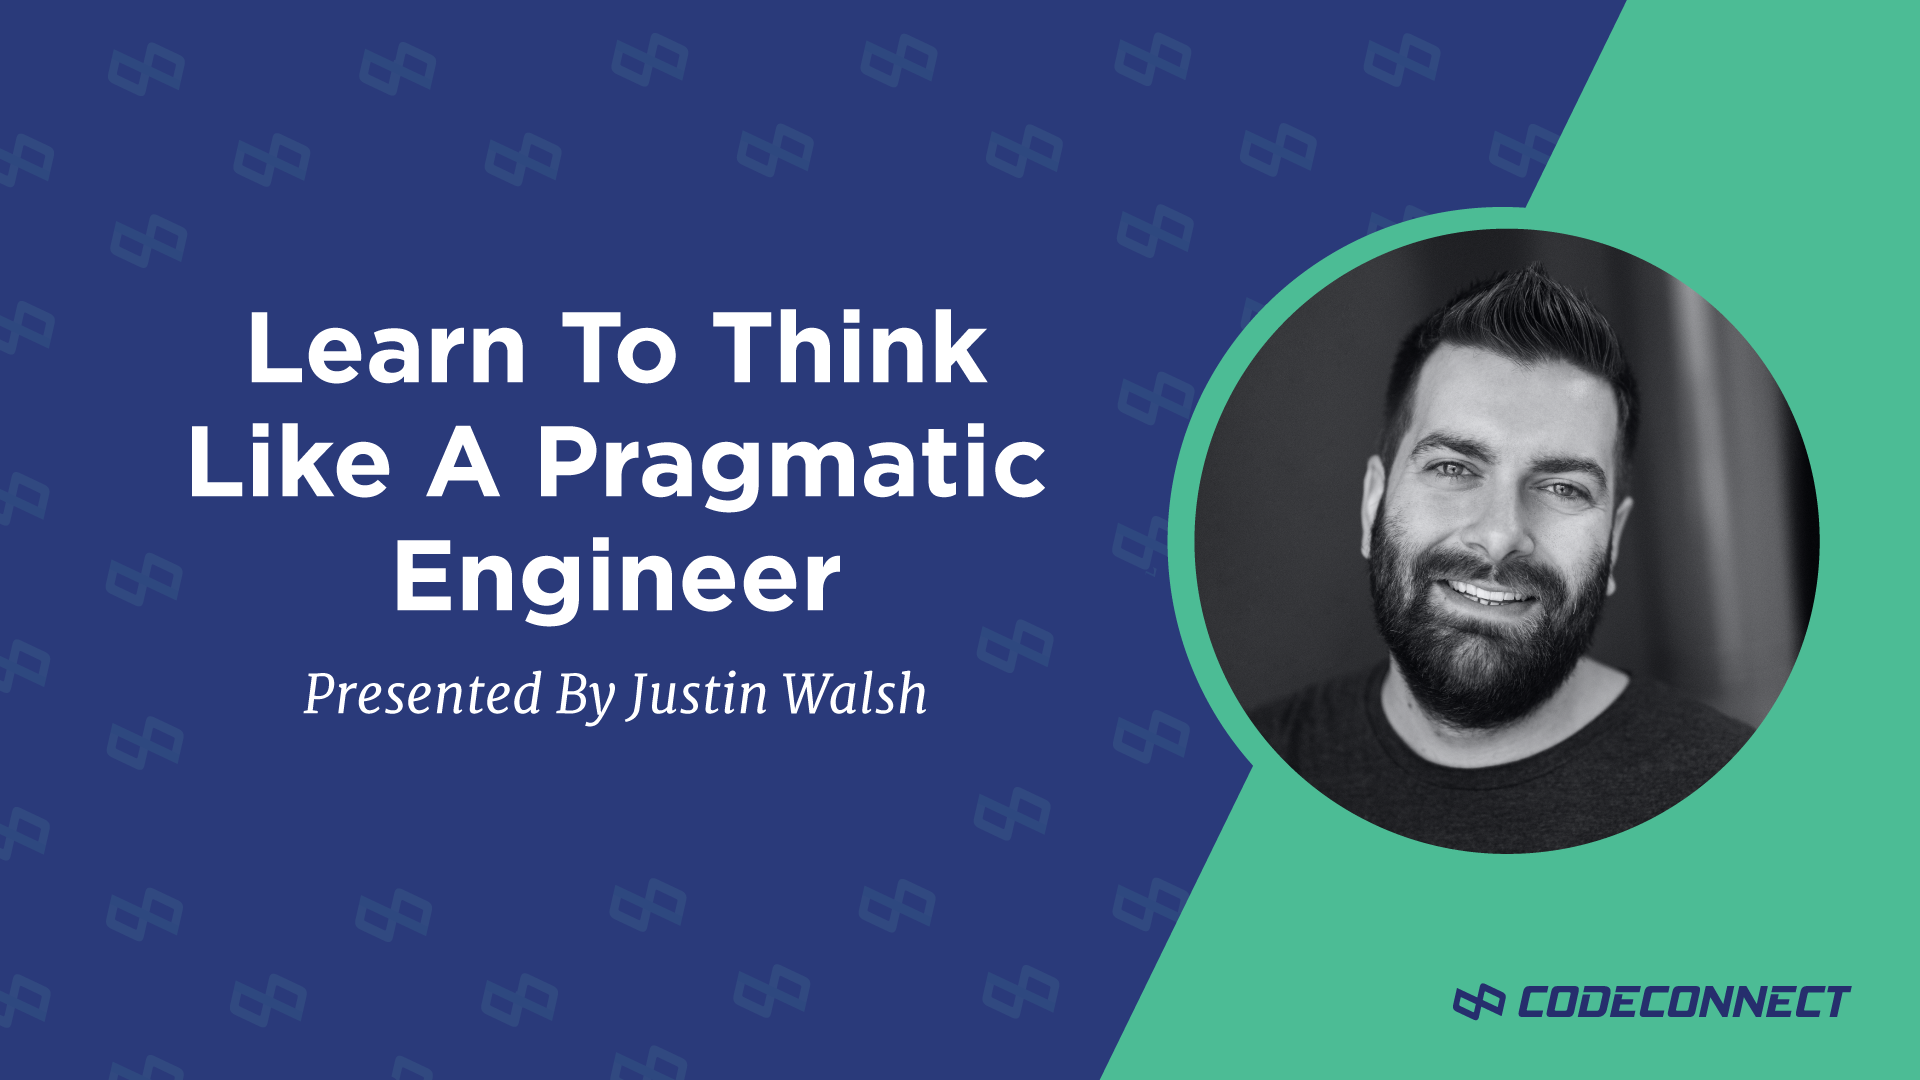 Learn To Think
Like A Pragmatic
Engineer
Presented By Justin Walsh
CODECONNECT